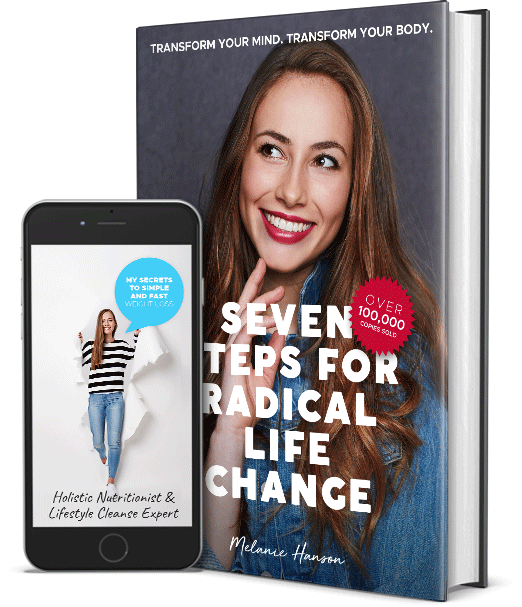 TRANSFORM YOUR MIND. TRANSFORM YOUR BODY.
OVER
100,000
COPIES SOLD
SEVEN
TEPS FOR
RADICAL
LIFE
CHANGE
Melanie Hanson
MY SECRETS
TO SIMPLE
AND FAST
WEIGHT LOSS
Holistic Nutritionist &
Lifestyle Cleanse Expert